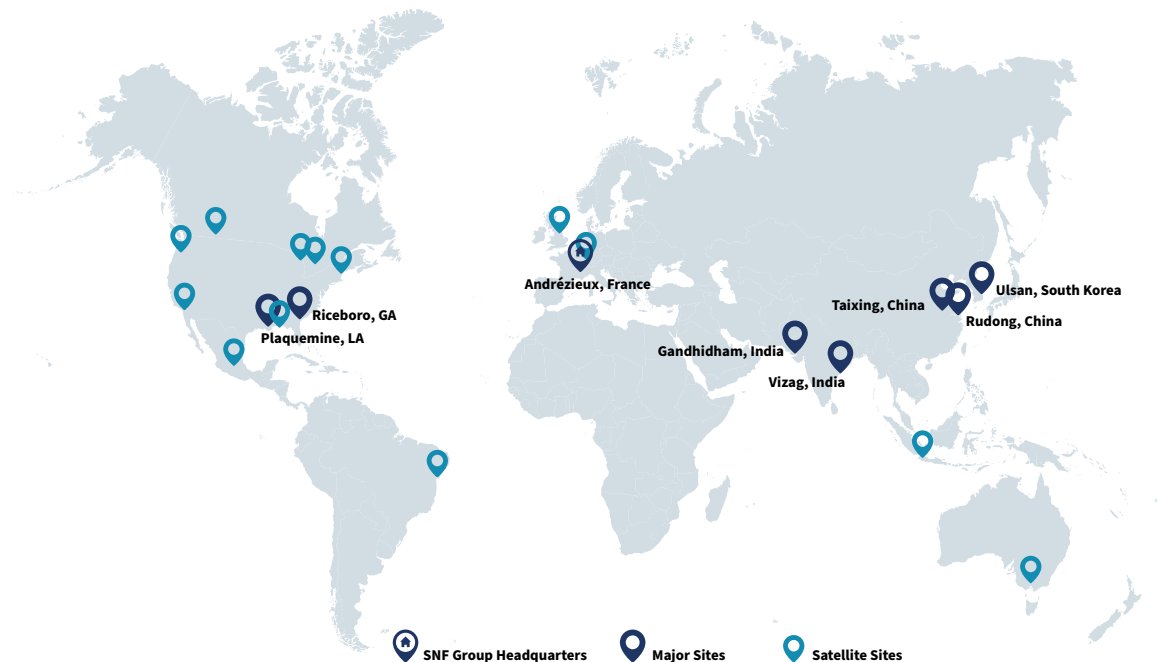 Andrézieux, France
Ulsan, South Korea
Taixing, China
Riceboro, GA
Rudong, China
Plaquemine, LA
Gandhidham, India
Vizag, India
SNF Group Headquarters
Major Sites
Satellite Sites